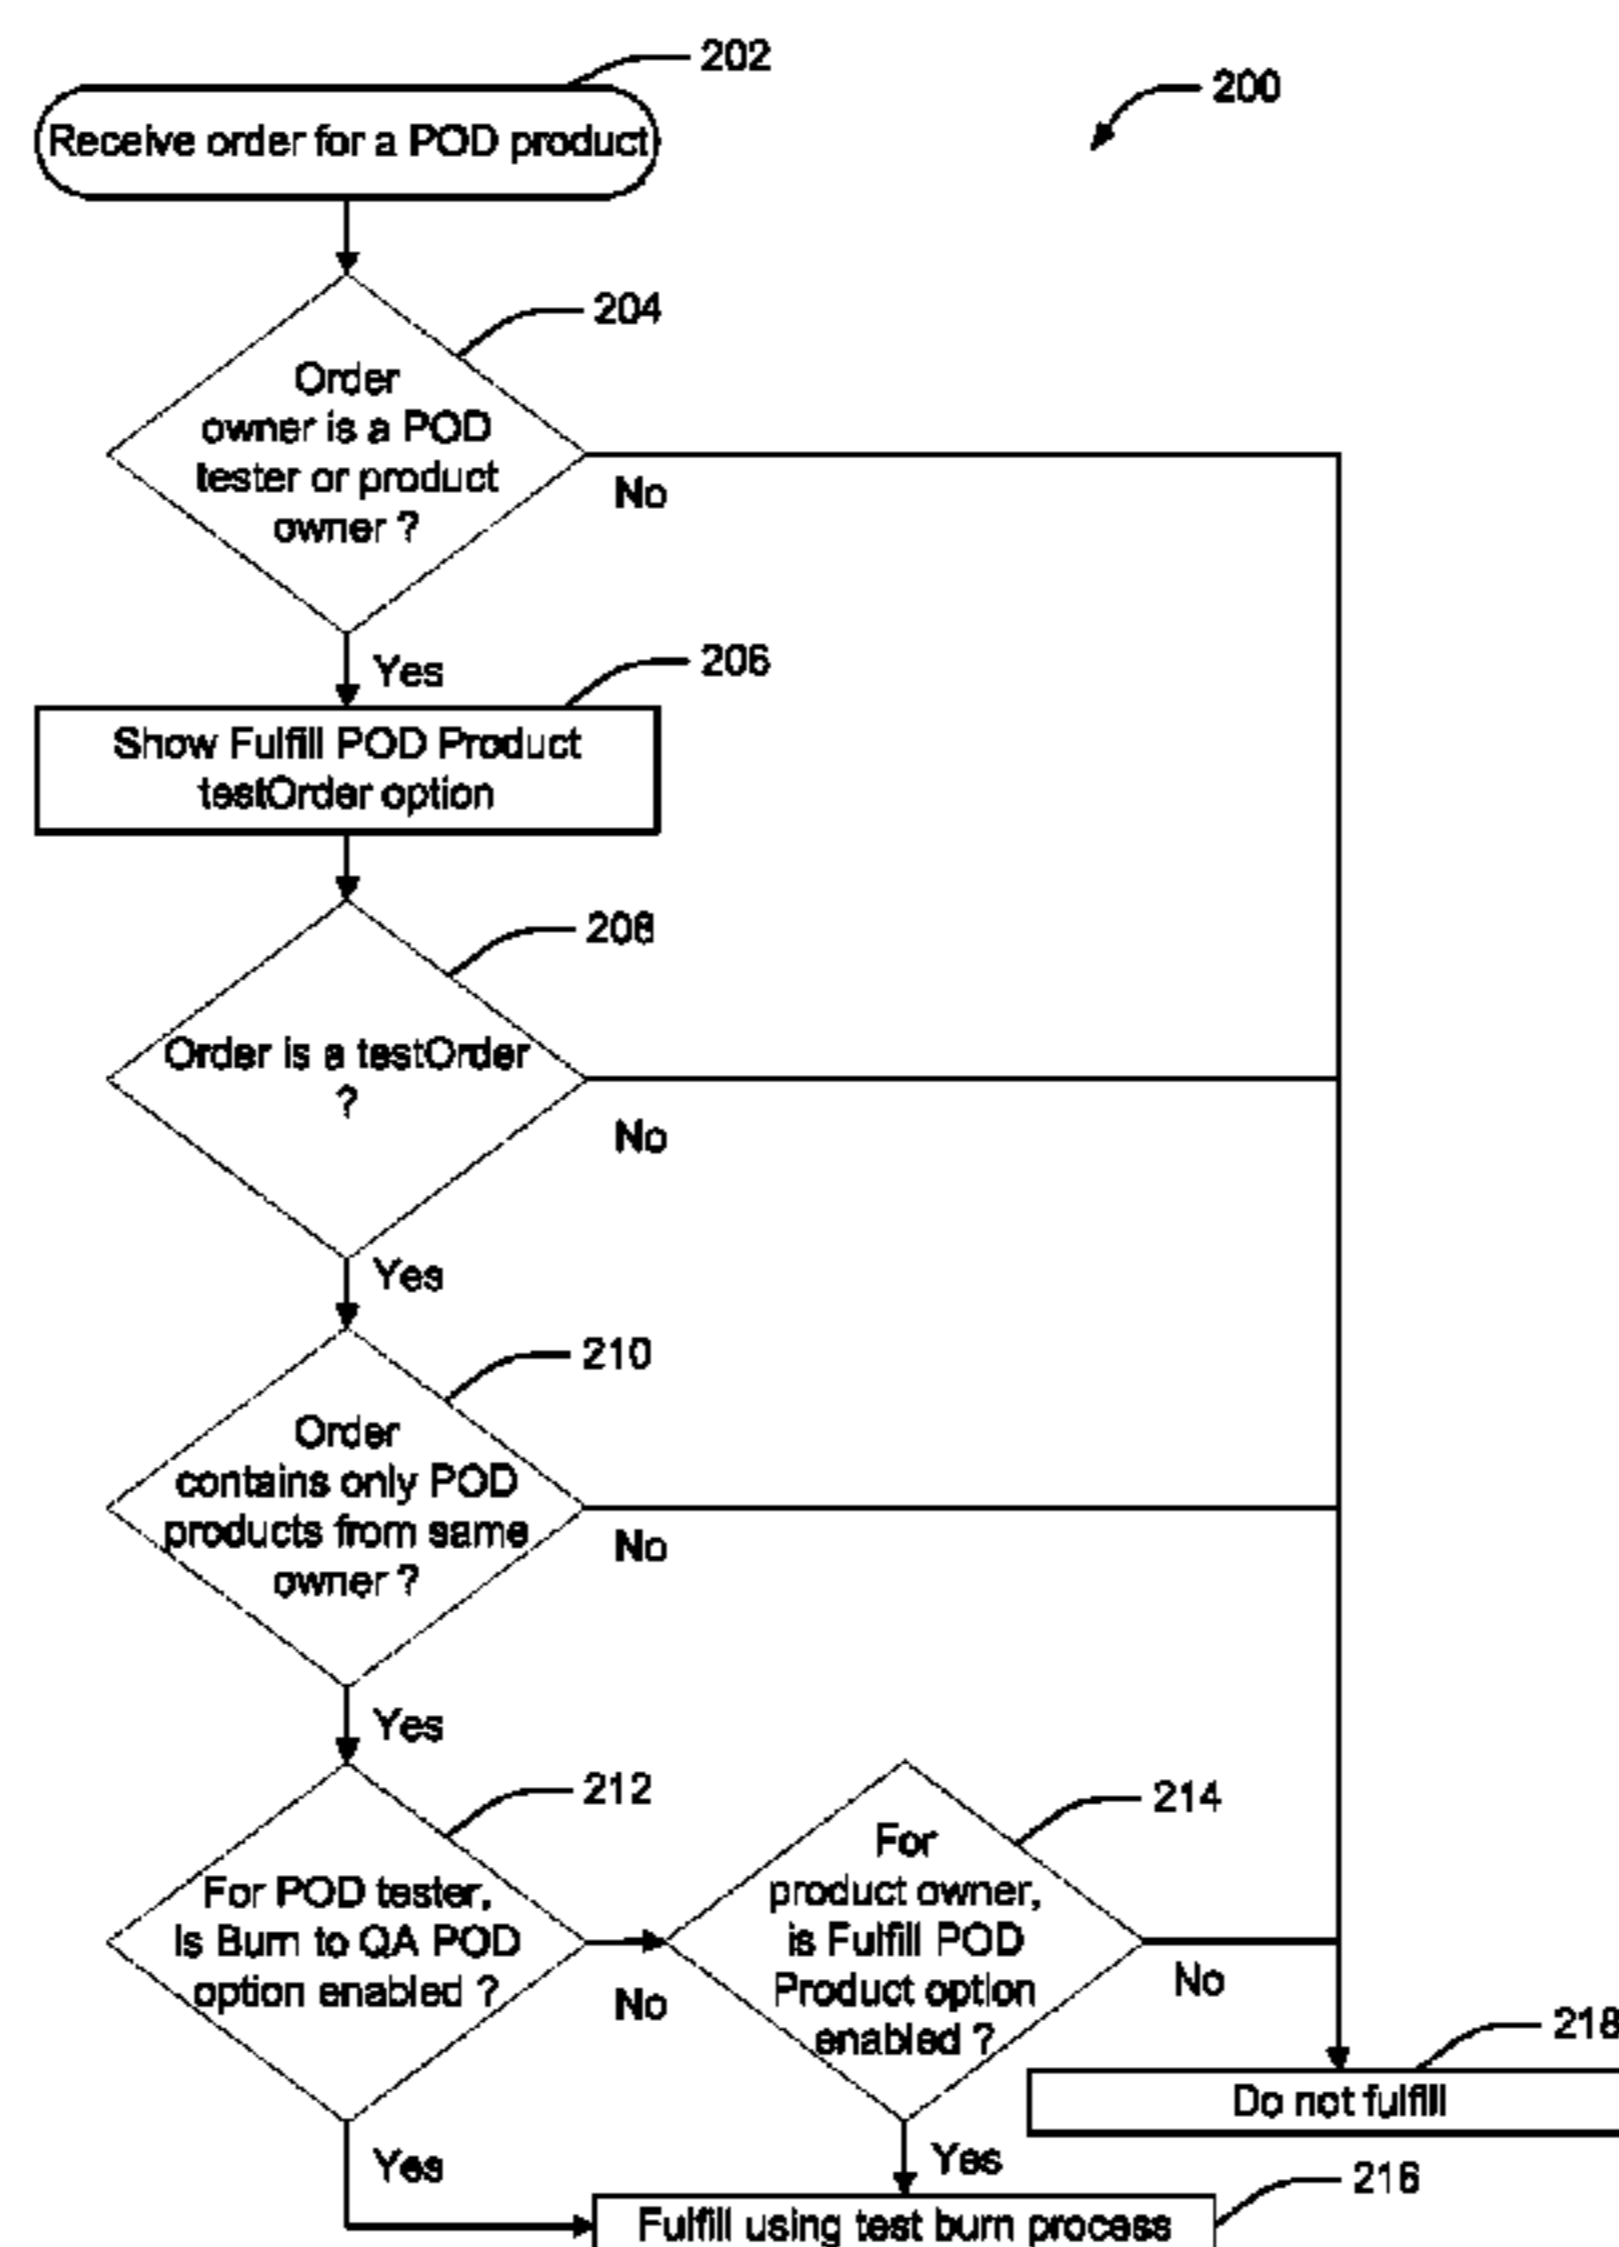 202
200
Receive order for a POD product
204
Order
owner is a POD
tester or product
owner ?
No
Yes
206
Show Fulfill POD Product
testOrder option
208
Order is a testOrder
?
No
Yes
210
Order
contains only POD
products from same
owner ?
No
Yes
212
For POD tester,
Is Burn to QA POD
option enabled ?
No
Yes
214
For
product owner,
is Fulfill POD
Product option
enabled ?
No
Yes
218
Do not fulfill
216
Fulfill using test burn process